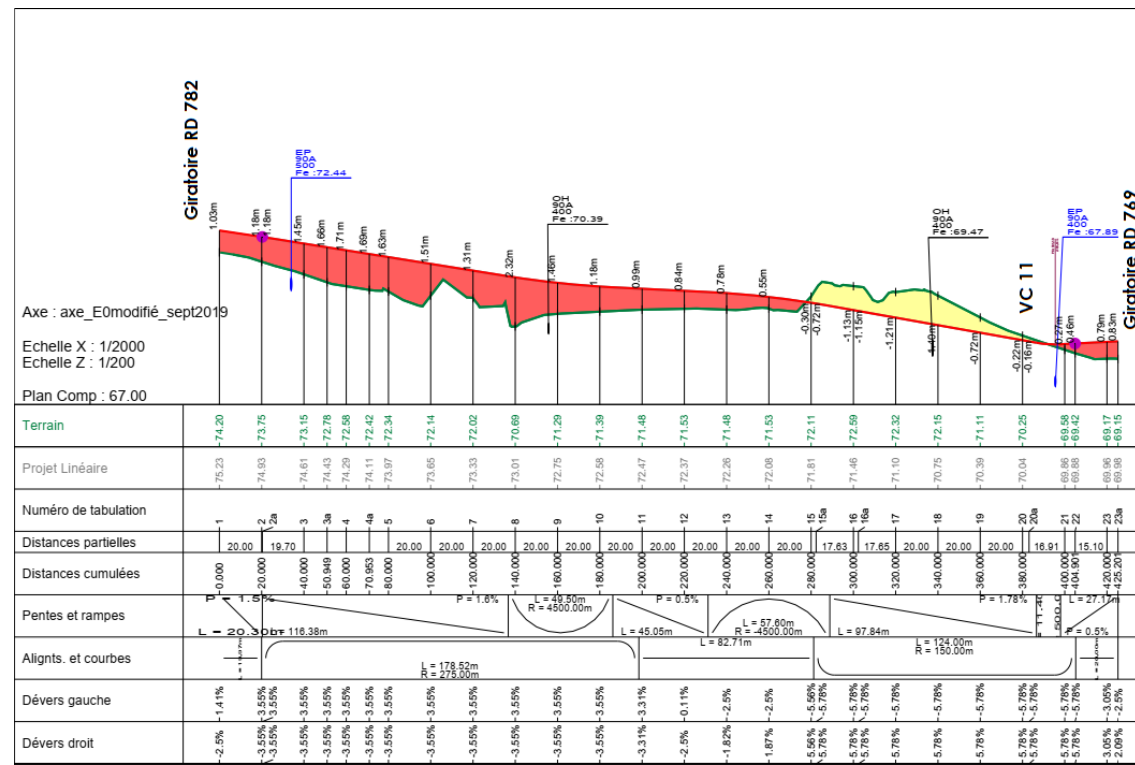 Giratoire RD 782
EP
90A
500
Fe :72.44
OH
90A
400
Fe :70.39
OH
90A
400
Fe :69.47
VC 11
EP
90A
400
Fe :67.89
Giratoire RD 769
1.03m 1.18m 1.18m 1.45m 1.66m 1.71m 1.69m 1.63m 1.51m 1.31m 2.32m 1.46m 1.18m 0.99m 0.84m 0.78m 0.55m -0.30m -0.72m -1.13m -1.15m -1.21m -1.40m -0.72m -0.22m -0.16m 0.27m 0.46m 0.79m 0.83m
Axe : axe_E0modifié_sept2019
Echelle X : 1/2000
Echelle Z : 1/200
Plan Comp : 67.00
Terrain 74.20 73.75 73.15 72.78 72.58 72.42 72.34 72.14 72.02 70.69 71.29 71.39 71.48 71.53 71.48 71.53 72.11 72.59 72.32 72.15 71.11 70.25 69.58 69.42 69.17 69.15
Projet Linéaire 75.23 74.93 74.61 74.43 74.29 74.11 73.97 73.65 73.33 73.01 72.75 72.58 72.47 72.37 72.26 72.08 71.81 71.46 71.10 70.75 70.39 70.04 69.86 69.88 69.96 69.98
Numéro de tabulation 1 2 2a 3 3a 4 4a 5 6 7 8 9 10 11 12 13 14 15 15a 16 16a 17 18 19 20 20a 21 22 23 23a
Distances partielles 20.00 19.70 20.00 20.00 20.00 20.00 20.00 20.00 20.00 20.00 20.00 20.00 17.63 17.65 20.00 20.00 20.00 16.91 15.10
Distances cumulées 0.000 20.000 40.000 50.949 60.000 70.953 80.000 100.000 120.000 140.000 160.000 180.000 200.000 220.000 240.000 260.000 280.000 300.000 320.000 340.000 360.000 380.000 400.000 404.901 420.000 425.201
Pentes et rampes
P = 1.5% P = 1.6% L = 49.50m P = 0.5% L = 57.60m P = 1.78% L = 27.17m
R = 4500.00m R = -4500.00m
L = 20.30m L = 116.38m L = 45.05m L = 97.84m P = 0.5%
Alignts. et courbes
L = 178.52m L = 82.71m L = 124.00m
R = 275.00m R = 150.00m
Dévers gauche -1.41% -3.55% -3.55% -3.55% -3.55% -3.55% -3.55% -3.55% -3.55% -3.55% -3.55% -3.55% -3.55% -3.31% -0.11% -2.5% -2.5% -5.56% -5.78% -5.78% -5.78% -5.78% -5.78% -5.78% -5.78% -5.78% -5.78% -5.78% -3.05% -2.5%
Dévers droit -2.5% -3.55% -3.55% -3.55% -3.55% -3.55% -3.55% -3.55% -3.55% -3.55% -3.55% -3.55% -3.55% -3.31% -2.5% -1.82% 1.87% 5.56% 5.78% 5.78% 5.78% 5.78% 5.78% 5.78% 5.78% 5.78% 5.78% 5.78% 3.05% 2.09%